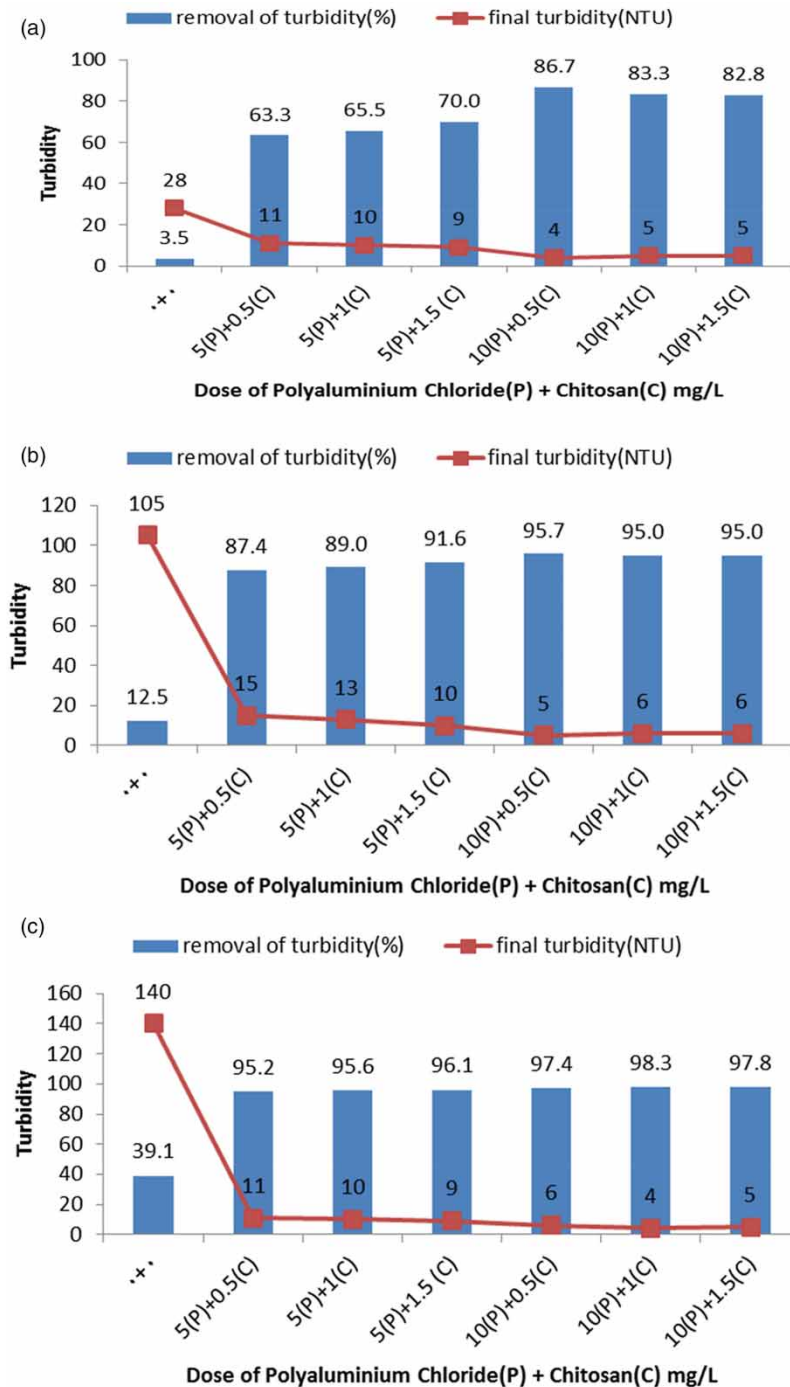 (a)
removal of turbidity(%) final turbidity(NTU)
100
80
60
40
20
0
Turbidity
28
3.5
63.3
11
65.5
10
70.0
9
86.7
4
83.3
5
82.8
5
٠+٠
5(P)+0.5(C)
5(P)+1(C)
5(P)+1.5 (C)
10(P)+0.5(C)
10(P)+1(C)
10(P)+1.5(C)
Dose of Polyaluminium Chloride(P) + Chitosan(C) mg/L
(b)
removal of turbidity(%) final turbidity(NTU)
120
100
80
60
40
20
0
Turbidity
105
12.5
87.4
15
89.0
13
91.6
10
95.7
5
95.0
6
95.0
6
٠+٠
5(P)+0.5(C)
5(P)+1(C)
5(P)+1.5 (C)
10(P)+0.5(C)
10(P)+1(C)
10(P)+1.5(C)
Dose of Polyaluminium Chloride(P) + Chitosan(C) mg/L
(c)
removal of turbidity(%) final turbidity(NTU)
160
140
120
100
80
60
40
20
0
Turbidity
140
39.1
95.2
11
95.6
10
96.1
9
97.4
6
98.3
4
97.8
5
٠+٠
5(P)+0.5(C)
5(P)+1(C)
5(P)+1.5 (C)
10(P)+0.5(C)
10(P)+1(C)
10(P)+1.5(C)
Dose of Polyaluminium Chloride(P) + Chitosan(C) mg/L